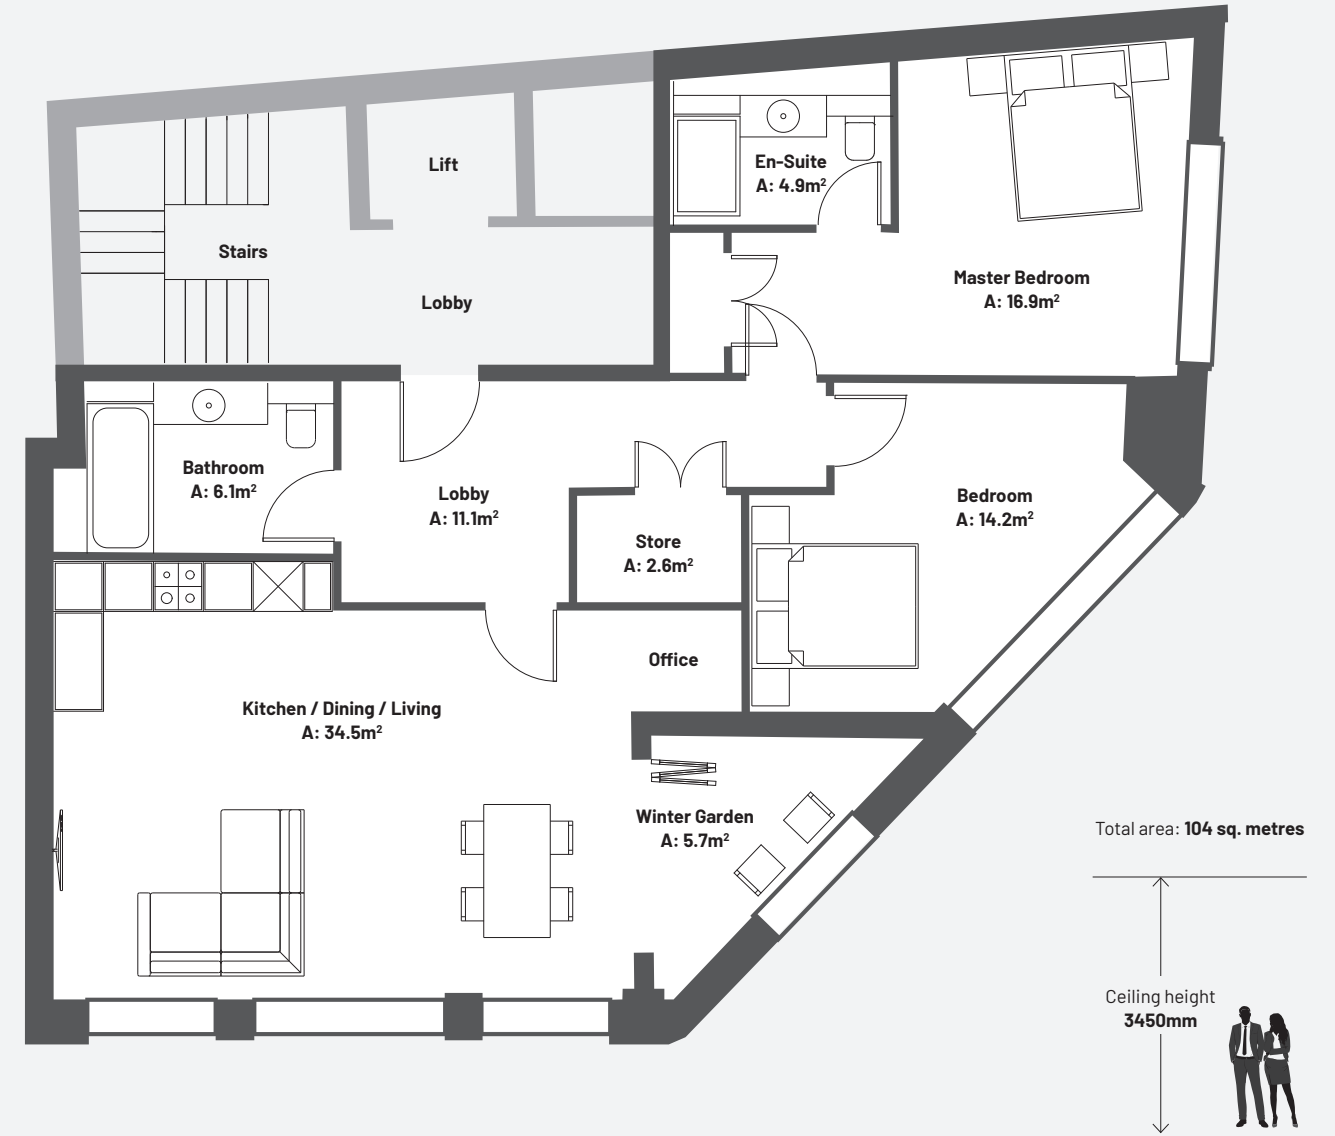 Lift
Stairs
Lobby
En-Suite
A: 4.9m²
Master Bedroom
A: 16.9m²
Bathroom
A: 6.1m²
Lobby
A: 11.1m²
Store
A: 2.6m²
Bedroom
A: 14.2m²
Office
Kitchen / Dining / Living
A: 34.5m²
Winter Garden
A: 5.7m²
Total area: 104 sq. metres
Ceiling height
3450mm